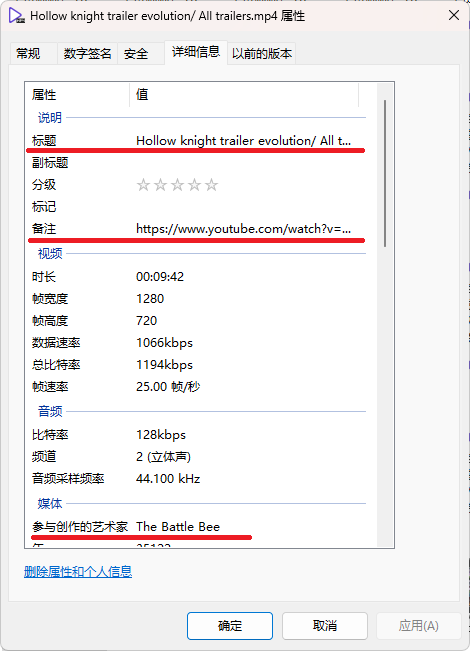 Hollow knight trailer evolution/ All trailers.mp4 属性
常规 数字签名 安全 详细信息 以前的版本
属性 值
说明
标题 Hollow knight trailer evolution/ All t...
副标题
分级
标记
备注 https://www.youtube.com/watch?v=...
视频
时长 00:09:42
帧宽度 1280
帧高度 720
数据速率 1066kbps
总比特率 1194kbps
帧速率 25.00 帧/秒
音频
比特率 128kbps
频道 2 (立体声)
音频采样频率 44.100 kHz
媒体
参与创作的艺术家 The Battle Bee
删除属性和个人信息
确定 取消 应用(A)